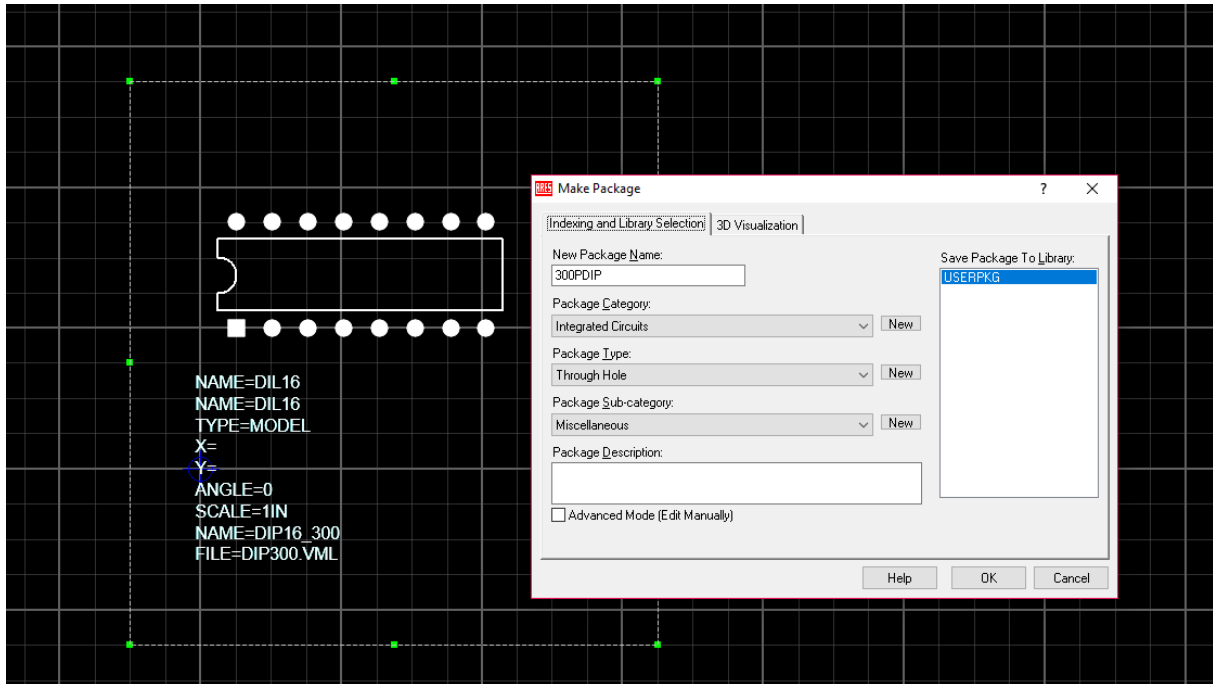 NAME=DIL16
NAME=DIL16
TYPE=MODEL
X=
Y=
ANGLE=0
SCALE=1IN
NAME=DIP16_300
FILE=DIP300.VML
ARES Make Package ?
Indexing and Library Selection 3D Visualization
New Package Name:
300PDIP
Package Category:
Integrated Circuits New
Package Type:
Through Hole New
Package Sub-category:
Miscellaneous New
Package Description:
Advanced Mode (Edit Manually)
Save Package To Library:
USERPKG
Help OK Cancel